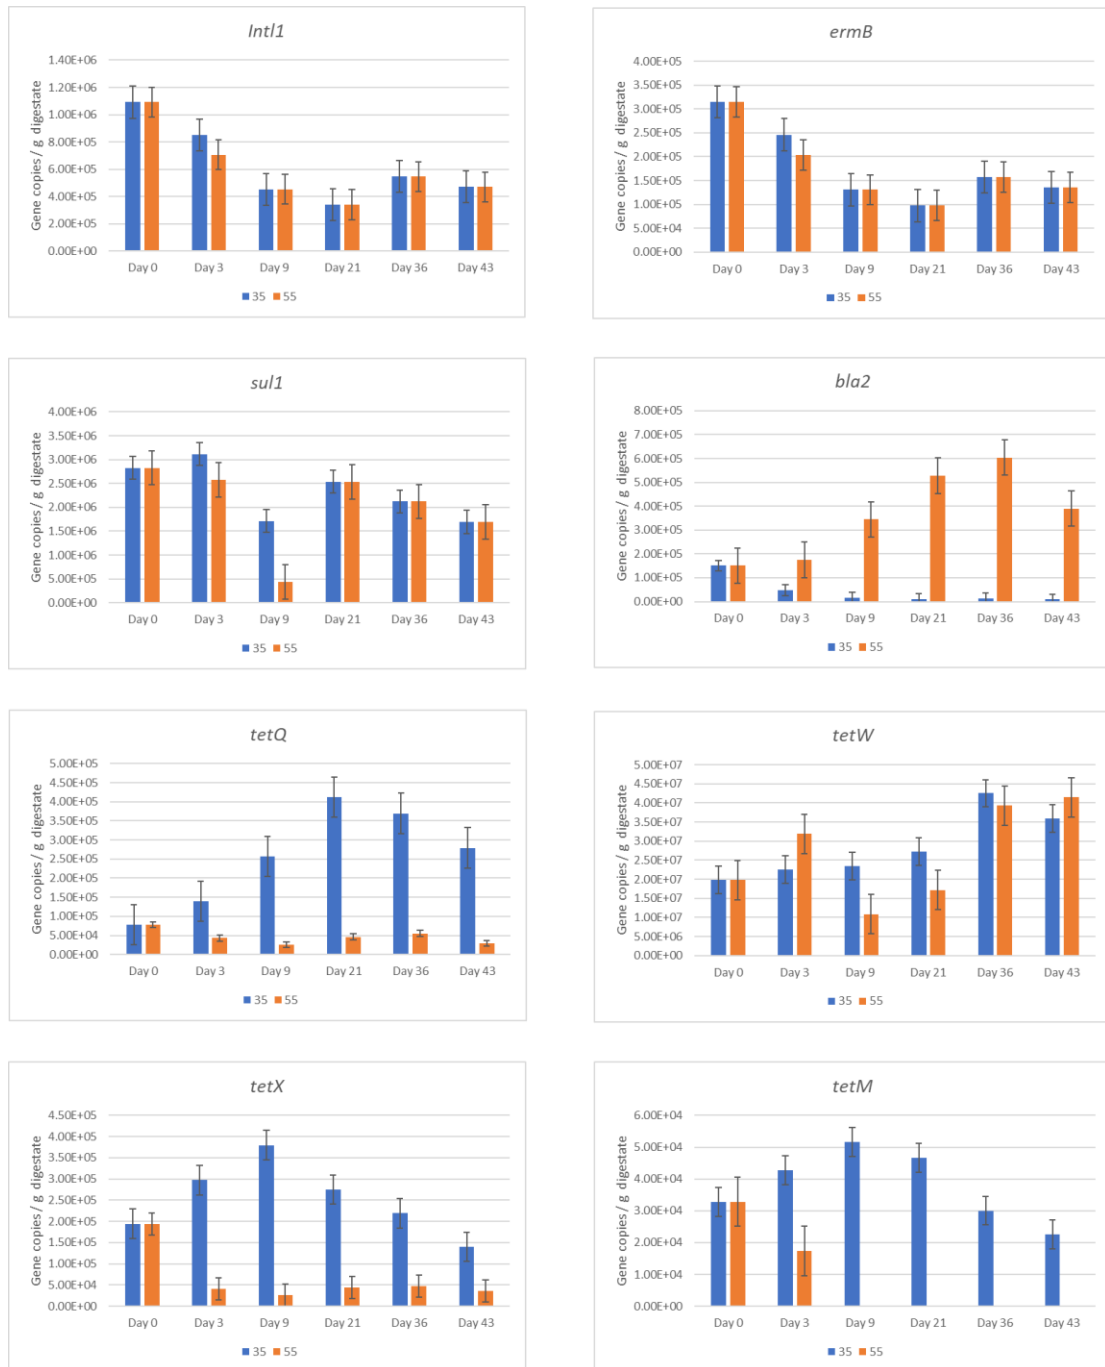 Intl1
Gene copies / g digestate
1.40E+06
1.20E+06
1.00E+06
8.00E+05
6.00E+05
4.00E+05
2.00E+05
0.00E+00
Day 0 Day 3 Day 9 Day 21 Day 36 Day 43
35 55
ermB
Gene copies / g digestate
4.00E+05
3.50E+05
3.00E+05
2.50E+05
2.00E+05
1.50E+05
1.00E+05
5.00E+04
0.00E+00
Day 0 Day 3 Day 9 Day 21 Day 36 Day 43
35 55
sul1
Gene copies / g digestate
4.00E+06
3.50E+06
3.00E+06
2.50E+06
2.00E+06
1.50E+06
1.00E+06
5.00E+05
0.00E+00
Day 0 Day 3 Day 9 Day 21 Day 36 Day 43
35 55
bla2
Gene copies / g digestate
8.00E+05
7.00E+05
6.00E+05
5.00E+05
4.00E+05
3.00E+05
2.00E+05
1.00E+05
0.00E+00
Day 0 Day 3 Day 9 Day 21 Day 36 Day 43
35 55
tetQ
Gene copies / g digestate
5.00E+05
4.50E+05
4.00E+05
3.50E+05
3.00E+05
2.50E+05
2.00E+05
1.50E+05
1.00E+05
5.00E+04
0.00E+00
Day 0 Day 3 Day 9 Day 21 Day 36 Day 43
35 55
tetW
Gene copies / g digestate
5.00E+07
4.50E+07
4.00E+07
3.50E+07
3.00E+07
2.50E+07
2.00E+07
1.50E+07
1.00E+07
5.00E+06
0.00E+00
Day 0 Day 3 Day 9 Day 21 Day 36 Day 43
35 55
tetX
Gene copies / g digestate
4.50E+05
4.00E+05
3.50E+05
3.00E+05
2.50E+05
2.00E+05
1.50E+05
1.00E+05
5.00E+04
0.00E+00
Day 0 Day 3 Day 9 Day 21 Day 36 Day 43
35 55
tetM
Gene copies / g digestate
6.00E+04
5.00E+04
4.00E+04
3.00E+04
2.00E+04
1.00E+04
0.00E+00
Day 0 Day 3 Day 9 Day 21 Day 36 Day 43
35 55